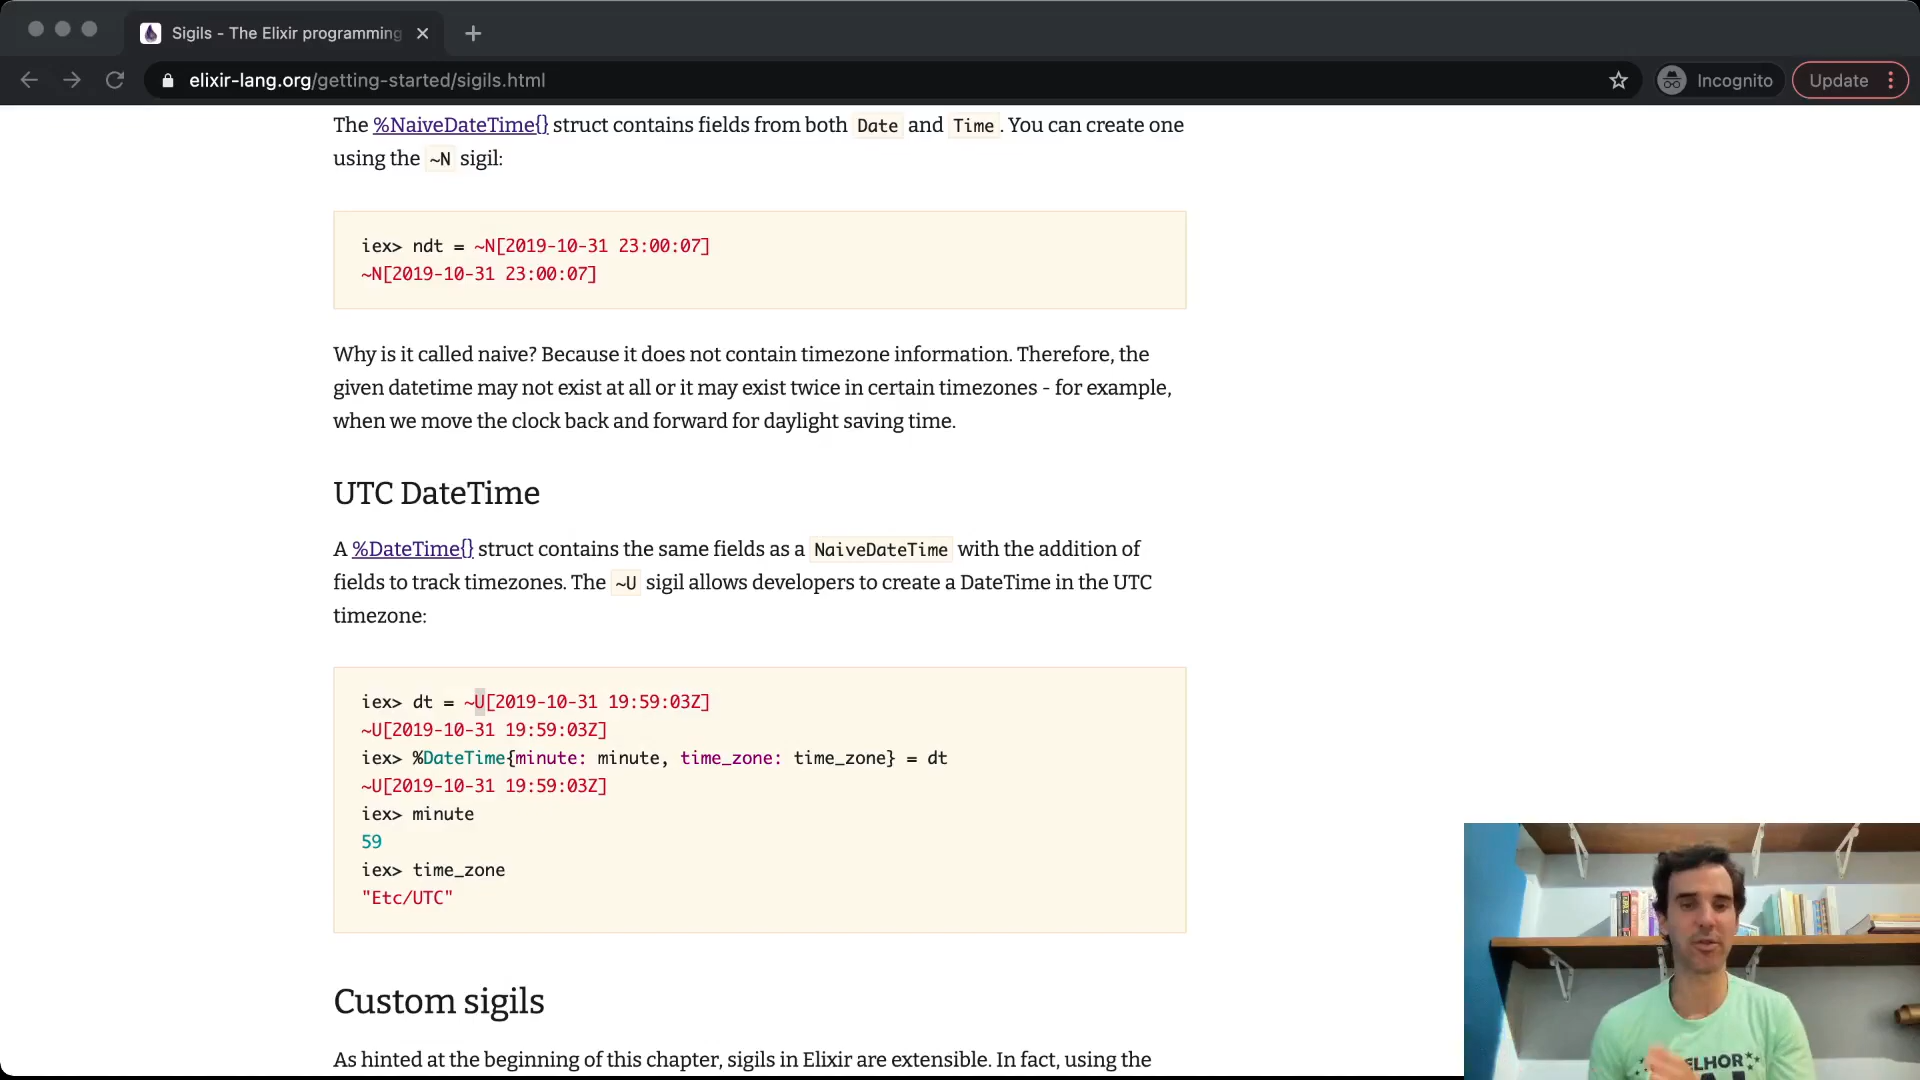 Sigils - The Elixir programming
elixir-lang.org/getting-started/sigils.html
Incognito
Update
The %NaiveDateTime{} struct contains fields from both Date and Time. You can create one
using the ~N sigil:
iex> ndt = ~N[2019-10-31 23:00:07]
~N[2019-10-31 23:00:07]
Why is it called naive? Because it does not contain timezone information. Therefore, the
given datetime may not exist at all or it may exist twice in certain timezones - for example,
when we move the clock back and forward for daylight saving time.
UTC DateTime
A %DateTime{} struct contains the same fields as a NaiveDateTime with the addition of
fields to track timezones. The ~U sigil allows developers to create a DateTime in the UTC
timezone:
iex> dt = ~U[2019-10-31 19:59:03Z]
~U[2019-10-31 19:59:03Z]
iex> %DateTime{minute: minute, time_zone: time_zone} = dt
~U[2019-10-31 19:59:03Z]
iex> minute
59
iex> time_zone
"Etc/UTC"
Custom sigils
As hinted at the beginning of this chapter, sigils in Elixir are extensible. In fact, using the